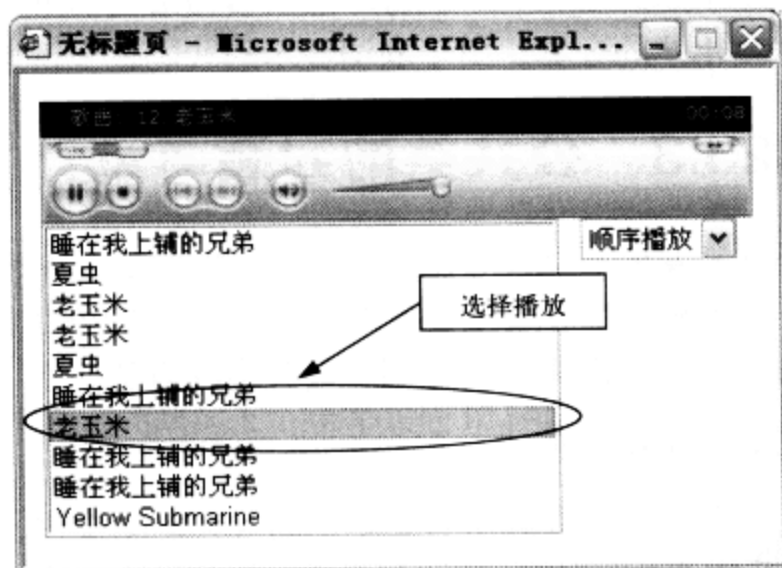 无标题页 - Microsoft Internet Expl...
歌曲 12 老玉米 00:08
睡在我上铺的兄弟
顺序播放
夏虫
老玉米
选择播放
老玉米
夏虫
睡在我上铺的兄弟
老玉米
睡在我上铺的兄弟
睡在我上铺的兄弟
Yellow Submarine